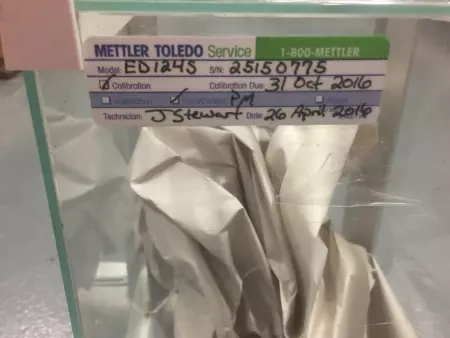 METTLER TOLEDO Service 1-800-METTLER
Model: ED124S S/N: 25150775
Calibration Calibration Due: 31 Oct 2016
PM
Technician: J Stewart Date: 26 April 2016